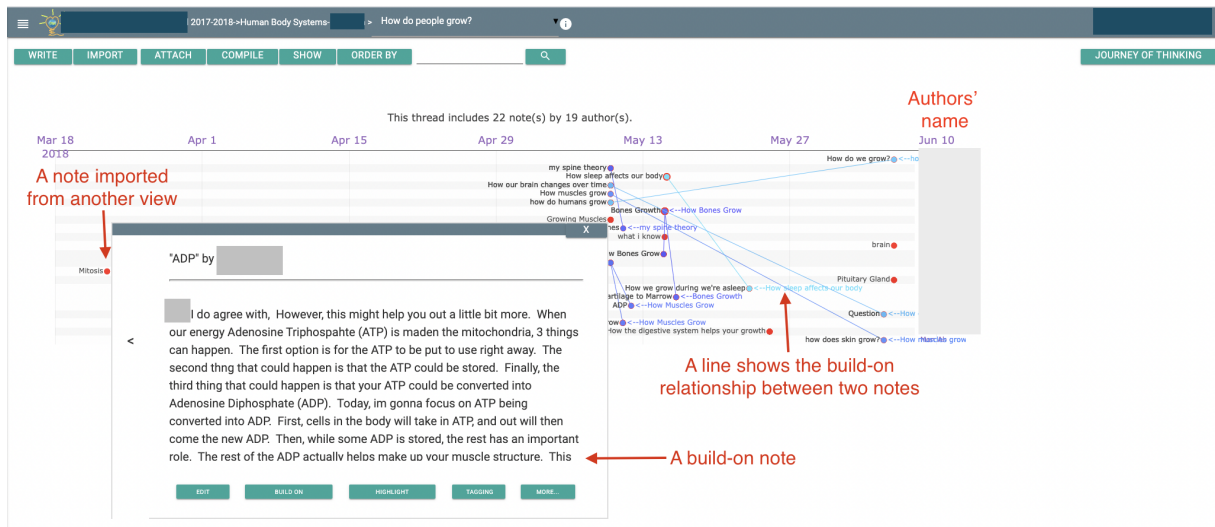 2017-2018->Human Body Systems- > How do people grow?
WRITE IMPORT ATTACH COMPILE SHOW ORDER BY JOURNEY OF THINKING
Authors'
name
This thread includes 22 note(s) by 19 author(s).
Mar 18 Apr 1 Apr 15 Apr 29 May 13 May 27 Jun 10
2018
How do we grow? <--ho
my spine theory
A note imported
from another view
How sleep affects our body
How our brain changes over time
How muscles grow
how do humans grow
Bones Growth <--How Bones Grow
Growing Muscles
nes <--my spine theory
what i know
brain
w Bones Grow
Mitosis
Pituitary Gland
How we grow during we're asleep <--How sleep affects our body
artilage to Marrow <--Bones Growth
ADP <--How Muscles Grow
Question <--How
row <--How Muscles Grow
How the digestive system helps your growth
how does skin grow? <--How grow
A line shows the build-on
relationship between two notes
X
"ADP" by
I do agree with, However, this might help you out a little bit more. When
our energy Adenosine Triphospahte (ATP) is maden the mitochondria, 3 things
can happen. The first option is for the ATP to be put to use right away. The
second thng that could happen is that the ATP could be stored. Finally, the
third thing that could happen is that your ATP could be converted into
Adenosine Diphosphate (ADP). Today, im gonna focus on ATP being
converted into ADP. First, cells in the body will take in ATP, and out will then
come the new ADP. Then, while some ADP is stored, the rest has an important
role. The rest of the ADP actually helps make up your muscle structure. This
<
A build-on note
EDIT BUILD ON HIGHLIGHT TAGGING MORE...